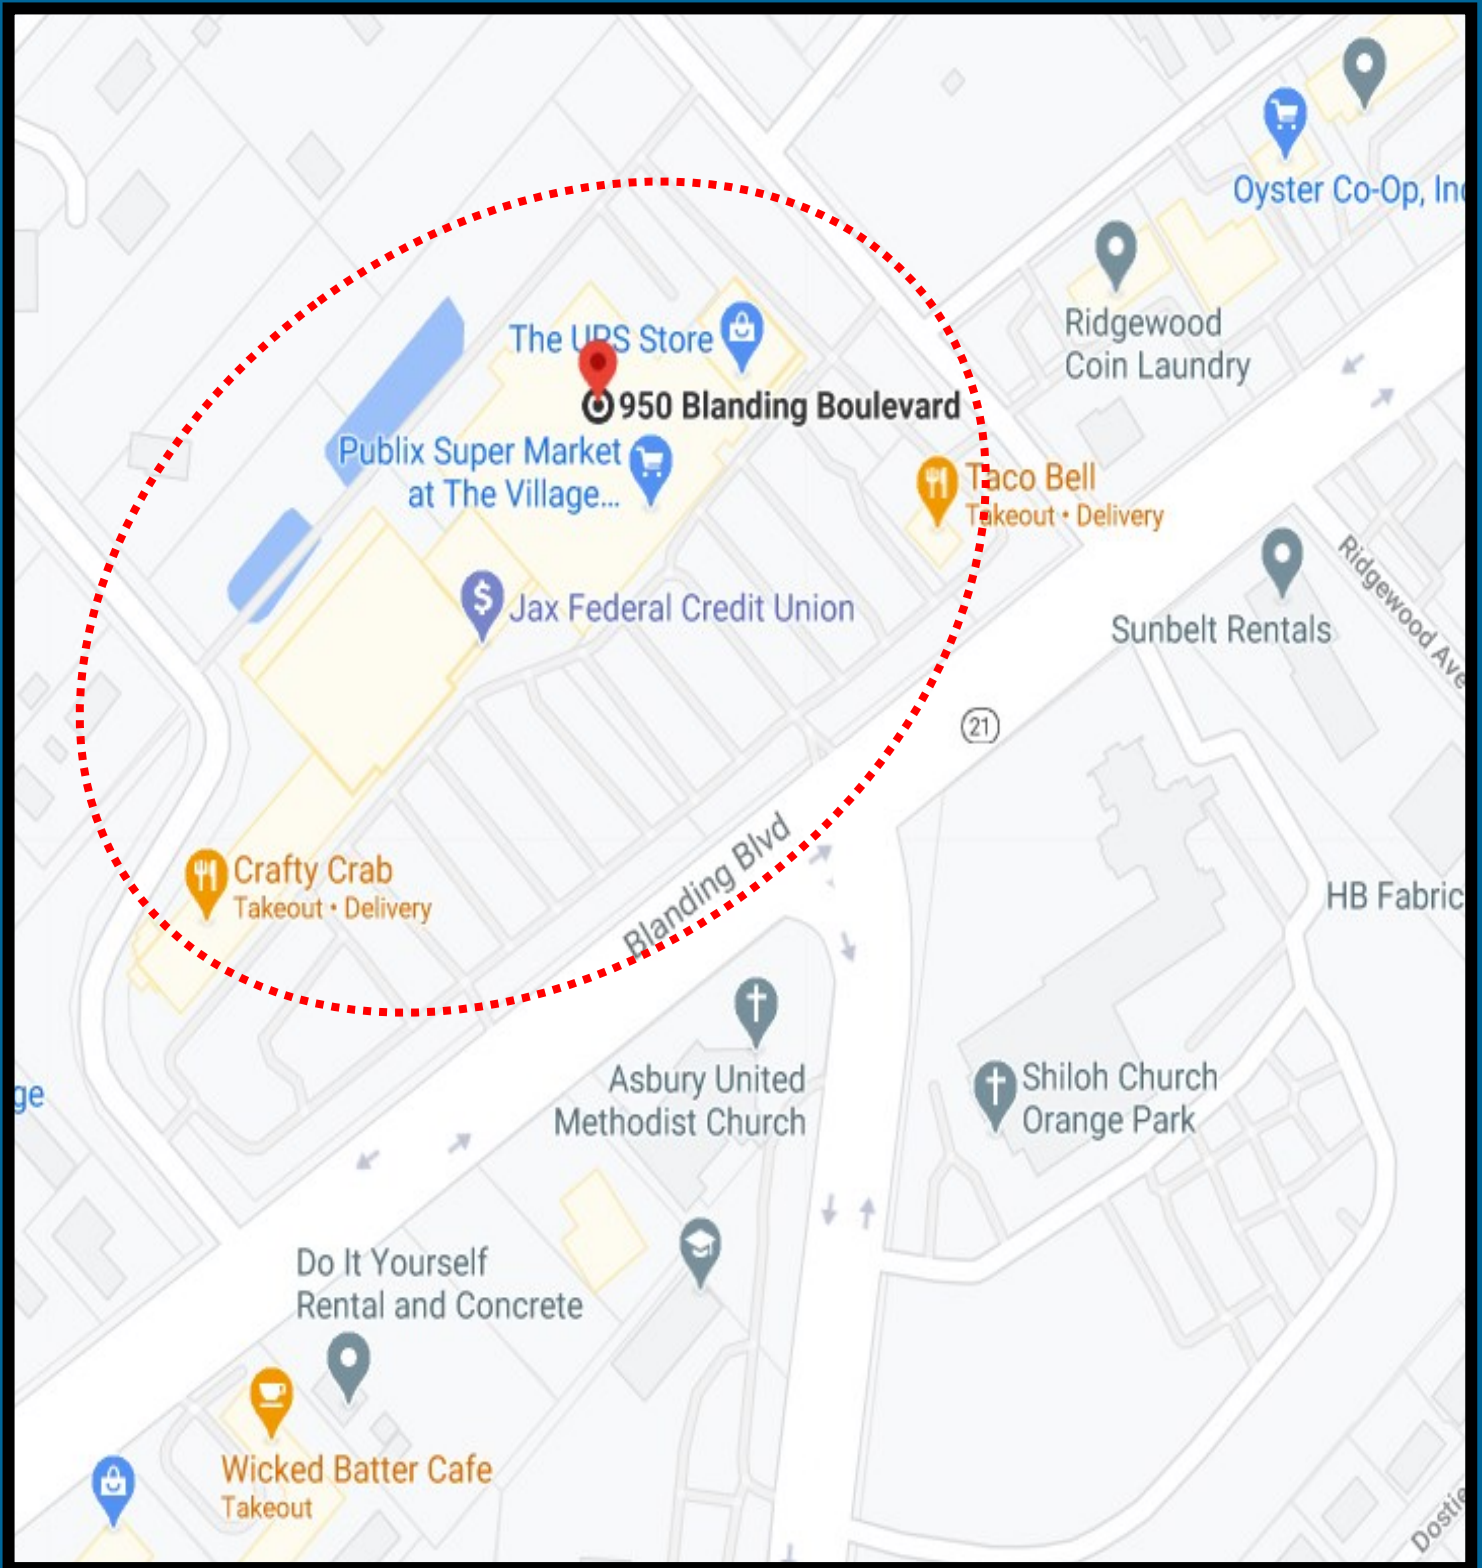 Oyster Co-Op, Inc
Ridgewood
Coin Laundry
The UPS Store
950 Blanding Boulevard
Publix Super Market
at The Village...
Taco Bell
Takeout • Delivery
Ridgewood Ave
Jax Federal Credit Union
Sunbelt Rentals
21
Blanding Blvd
Crafty Crab
Takeout • Delivery
HB Fabric
ge
Asbury United
Methodist Church
Shiloh Church
Orange Park
Do It Yourself
Rental and Concrete
Wicked Batter Cafe
Takeout
Dostie